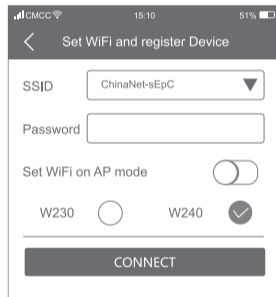 CMCC 15:10 51%
Set WiFi and register Device
SSID ChinaNet-sEpC
Password
Set WiFi on AP mode
W230 W240
CONNECT